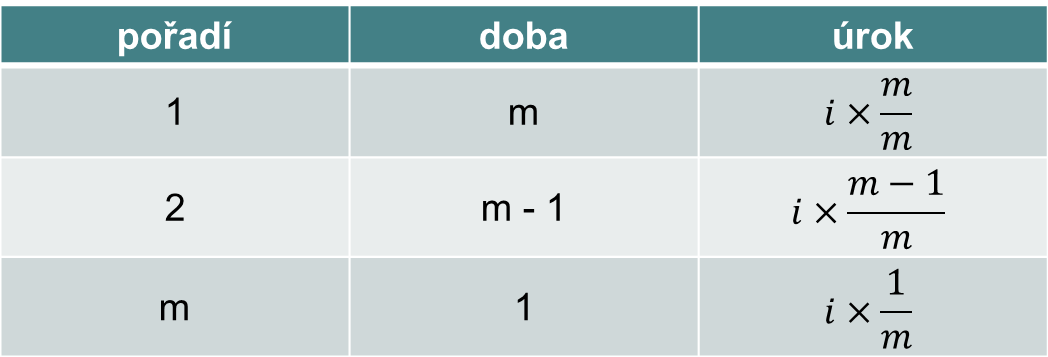 pořadí doba úrok
1 m i × m/m
2 m - 1 i × (m − 1)/m
m 1 i × 1/m